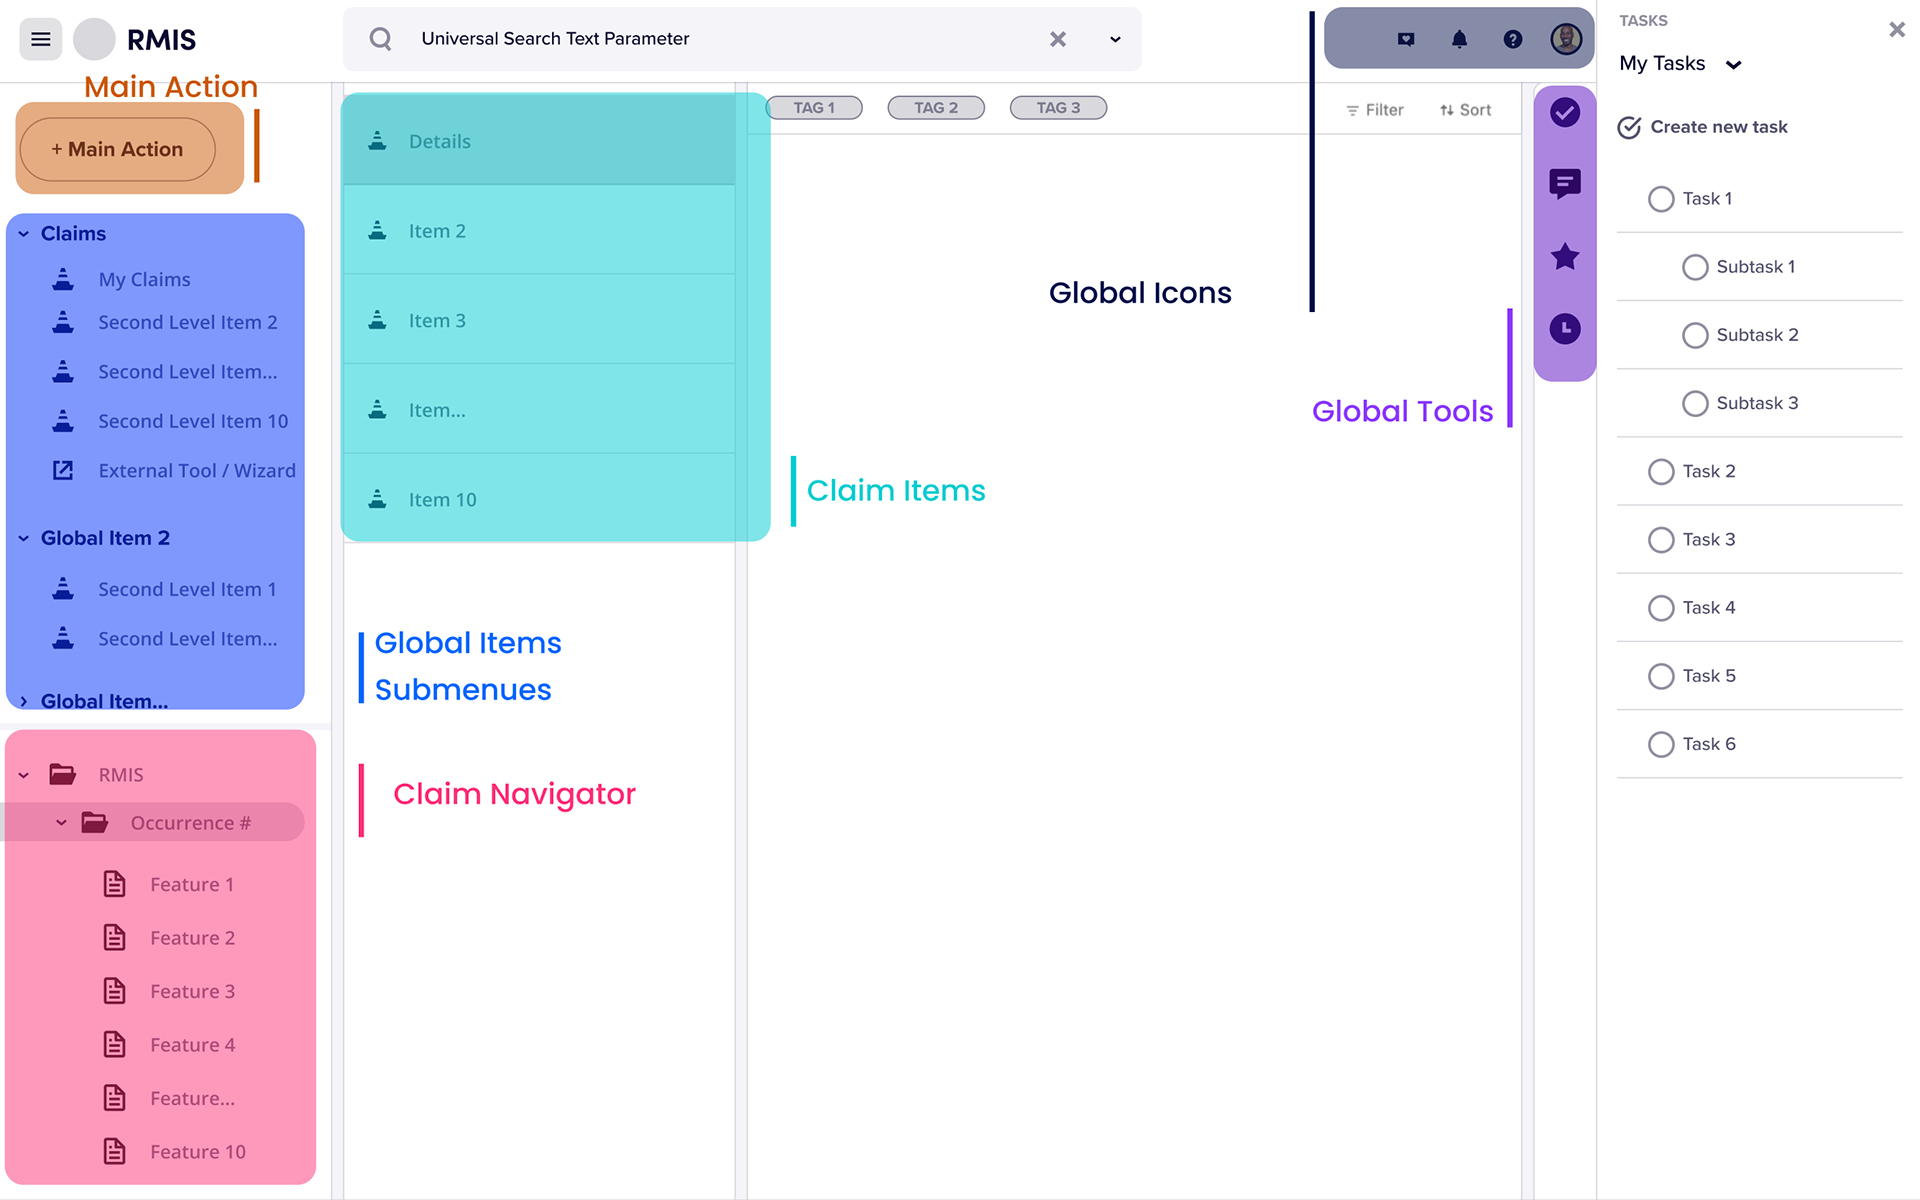 RMIS
Universal Search Text Parameter
Main Action
+ Main Action
Claims
My Claims
Second Level Item 2
Second Level Item...
Second Level Item 10
External Tool / Wizard
Global Item 2
Second Level Item 1
Second Level Item...
Global Item...
RMIS
Occurrence #
Feature 1
Feature 2
Feature 3
Feature 4
Feature...
Feature 10
Details
Item 2
Item 3
Item...
Item 10
Global Items
Submenues
Claim Navigator
TAG 1
TAG 2
TAG 3
Filter
Sort
Global Icons
Global Tools
Claim Items
TASKS
My Tasks
Create new task
Task 1
Subtask 1
Subtask 2
Subtask 3
Task 2
Task 3
Task 4
Task 5
Task 6